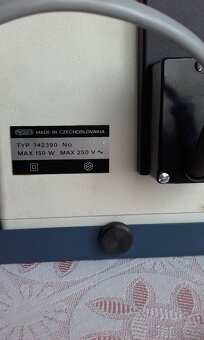 MADE IN CZECHOSLOVAKIA
TYP 742390 No
MAX 150 W MAX 250 V ~